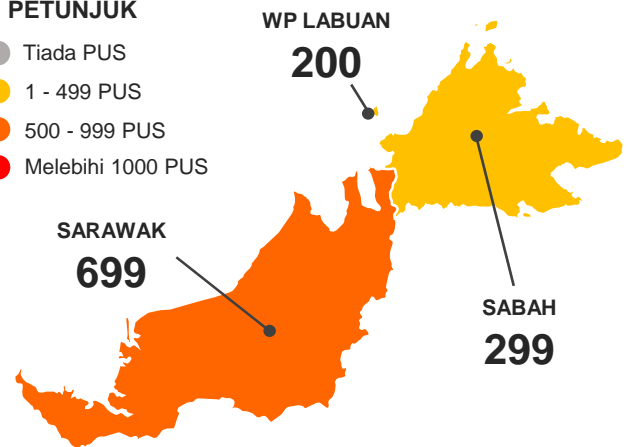 PETUNJUK
Tiada PUS
1 - 499 PUS
500 - 999 PUS
Melebihi 1000 PUS
WP LABUAN
200
SARAWAK
699
SABAH
299